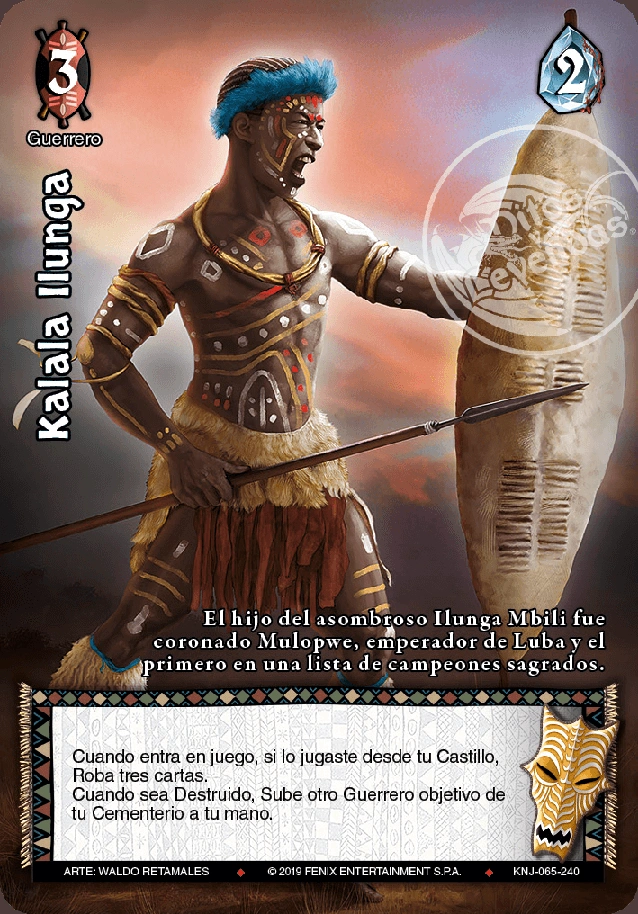 3
2
Guerrero
Kalala Ilunga
Mitos
Leyendas
El hijo del asombroso Ilunga Mbili fue
coronado Mulopwe, emperador de Luba y el
primero en una lista de campeones sagrados.
Cuando entra en juego, si lo jugaste desde tu Castillo,
Roba tres cartas.
Cuando sea Destruido, Sube otro Guerrero objetivo de
tu Cementerio a tu mano.
ARTE: WALDO RETAMALES ♦ © 2019 FENIX ENTERTAINMENT S.P.A. ♦ KNJ-065-240